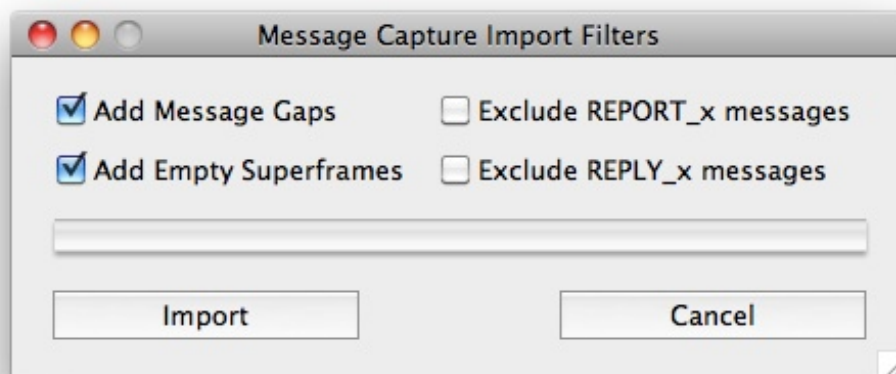 Message Capture Import Filters
Add Message Gaps
Exclude REPORT_x messages
Add Empty Superframes
Exclude REPLY_x messages
Import
Cancel